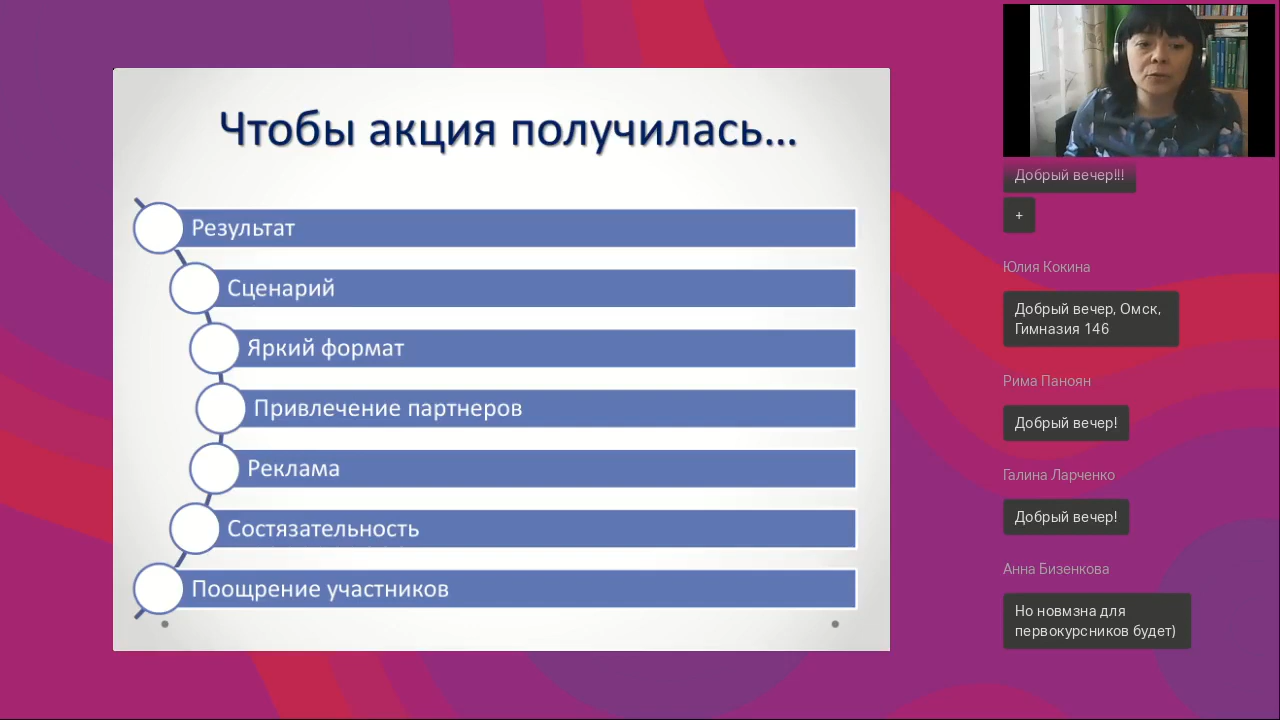 Чтобы акция получилась...
Результат
Сценарий
Яркий формат
Привлечение партнеров
Реклама
Состязательность
Поощрение участников
Добрый вечер!!!
+
Юлия Кокина
Добрый вечер, Омск,
Гимназия 146
Рима Паноян
Добрый вечер!
Галина Ларченко
Добрый вечер!
Анна Бизенкова
Но новмзна для
первокурсников будет)